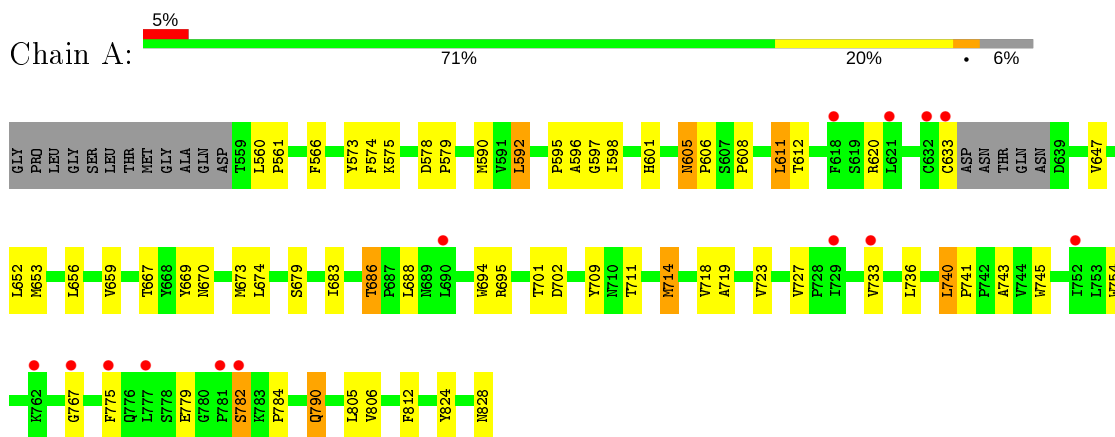 5%
Chain A:
71% 20% • 6%
GLY PRO LEU GLY SER LEU THR MET GLY ALA GLN ASP T559 L560 P561 F566 Y573 F574 K575 D578 P579 M590 V591 L592 P595 A596 G597 I598 H601 N605 P606 S607 P608 L611 T612 F618 S619 R620 L621 C632 C633 ASP ASN THR GLN ASN D639 V647
L652 M653 L656 V659 T667 Y668 Y669 N670 M673 L674 S679 I683 T686 P687 L688 N689 L690 W694 R695 T701 D702 Y709 N710 T711 M714 V718 A719 V723 V727 P728 I729 V733 L736 L740 P741 P742 A743 V744 W745 I752 L753 W754
K762 G767 F775 Q776 L777 S778 E779 G780 P781 S782 K783 P784 Q790 L805 V806 F812 Y824 N828